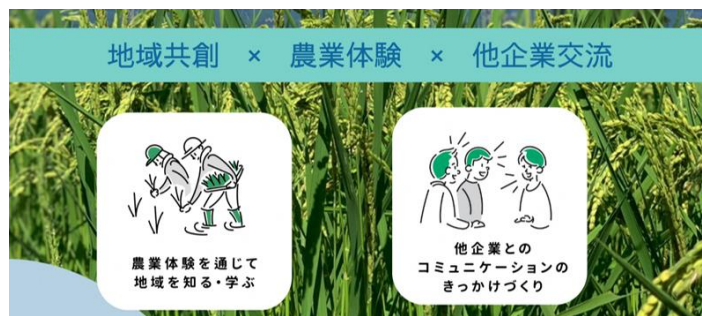 地域共創 × 農業体験 × 他企業交流
農業体験を通じて
地域を知る・学ぶ
他企業との
コミュニケーションの
きっかけづくり